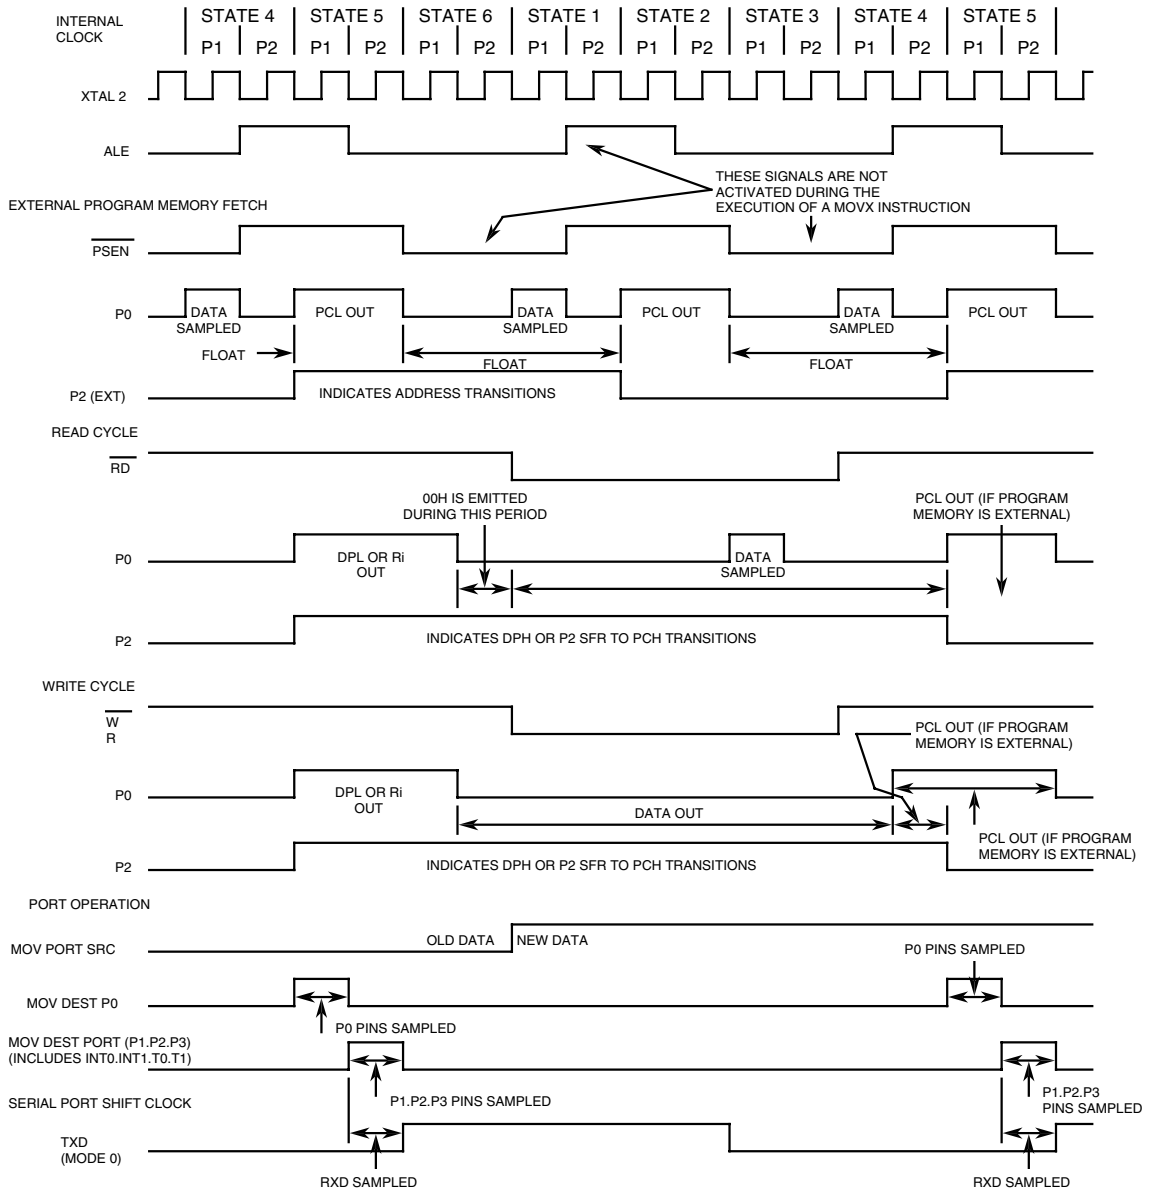 INTERNAL
CLOCK
STATE 4 STATE 5 STATE 6 STATE 1 STATE 2 STATE 3 STATE 4 STATE 5
P1 P2 P1 P2 P1 P2 P1 P2 P1 P2 P1 P2 P1 P2 P1 P2
XTAL 2
ALE
THESE SIGNALS ARE NOT
ACTIVATED DURING THE
EXECUTION OF A MOVX INSTRUCTION
EXTERNAL PROGRAM MEMORY FETCH
PSEN
P0
DATA
SAMPLED
PCL OUT
DATA
SAMPLED
PCL OUT
DATA
SAMPLED
PCL OUT
FLOAT
FLOAT
FLOAT
P2 (EXT)
INDICATES ADDRESS TRANSITIONS
READ CYCLE
RD
00H IS EMITTED
DURING THIS PERIOD
PCL OUT (IF PROGRAM
MEMORY IS EXTERNAL)
P0
DPL OR Ri
OUT
DATA
SAMPLED
P2
INDICATES DPH OR P2 SFR TO PCH TRANSITIONS
WRITE CYCLE
W
R
PCL OUT (IF PROGRAM
MEMORY IS EXTERNAL)
P0
DPL OR Ri
OUT
DATA OUT
PCL OUT (IF PROGRAM
MEMORY IS EXTERNAL)
P2
INDICATES DPH OR P2 SFR TO PCH TRANSITIONS
PORT OPERATION
MOV PORT SRC
OLD DATA
NEW DATA
P0 PINS SAMPLED
MOV DEST P0
P0 PINS SAMPLED
MOV DEST PORT (P1.P2.P3)
(INCLUDES INT0.INT1.T0.T1)
P1.P2.P3 PINS SAMPLED
P1.P2.P3
PINS SAMPLED
SERIAL PORT SHIFT CLOCK
TXD
(MODE 0)
RXD SAMPLED
RXD SAMPLED